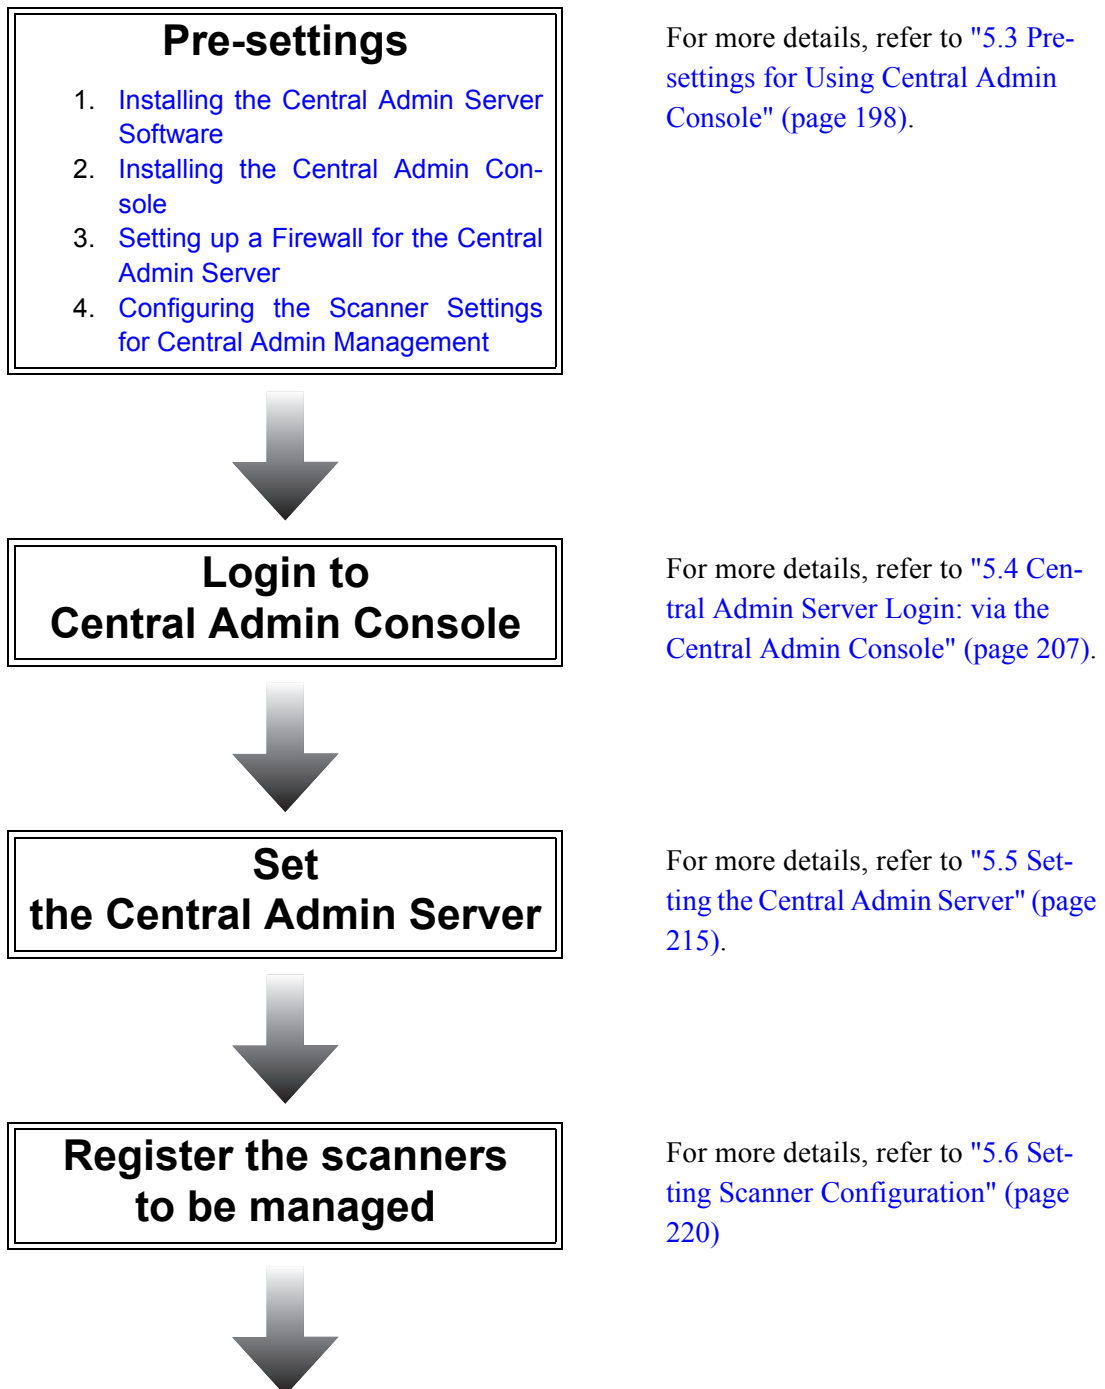 Pre-settings
1. Installing the Central Admin Server
Software
2. Installing the Central Admin Con-
sole
3. Setting up a Firewall for the Central
Admin Server
4. Configuring the Scanner Settings
for Central Admin Management
For more details, refer to "5.3 Pre-
settings for Using Central Admin
Console" (page 198).
Login to
Central Admin Console
For more details, refer to "5.4 Cen-
tral Admin Server Login: via the
Central Admin Console" (page 207).
Set
the Central Admin Server
For more details, refer to "5.5 Set-
ting the Central Admin Server" (page
215).
Register the scanners
to be managed
For more details, refer to "5.6 Set-
ting Scanner Configuration" (page
220)